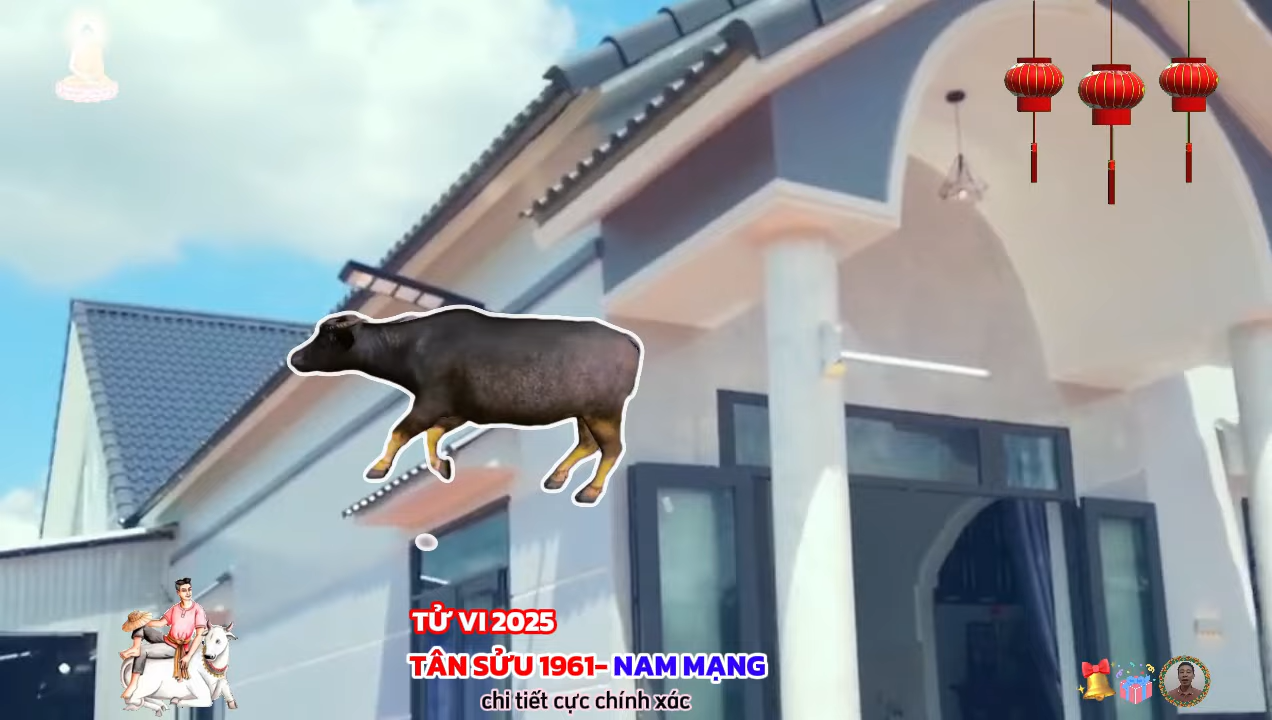 TỬ VI 2025
TÂN SỬU 1961- NAM MẠNG
chi tiết cực chính xác